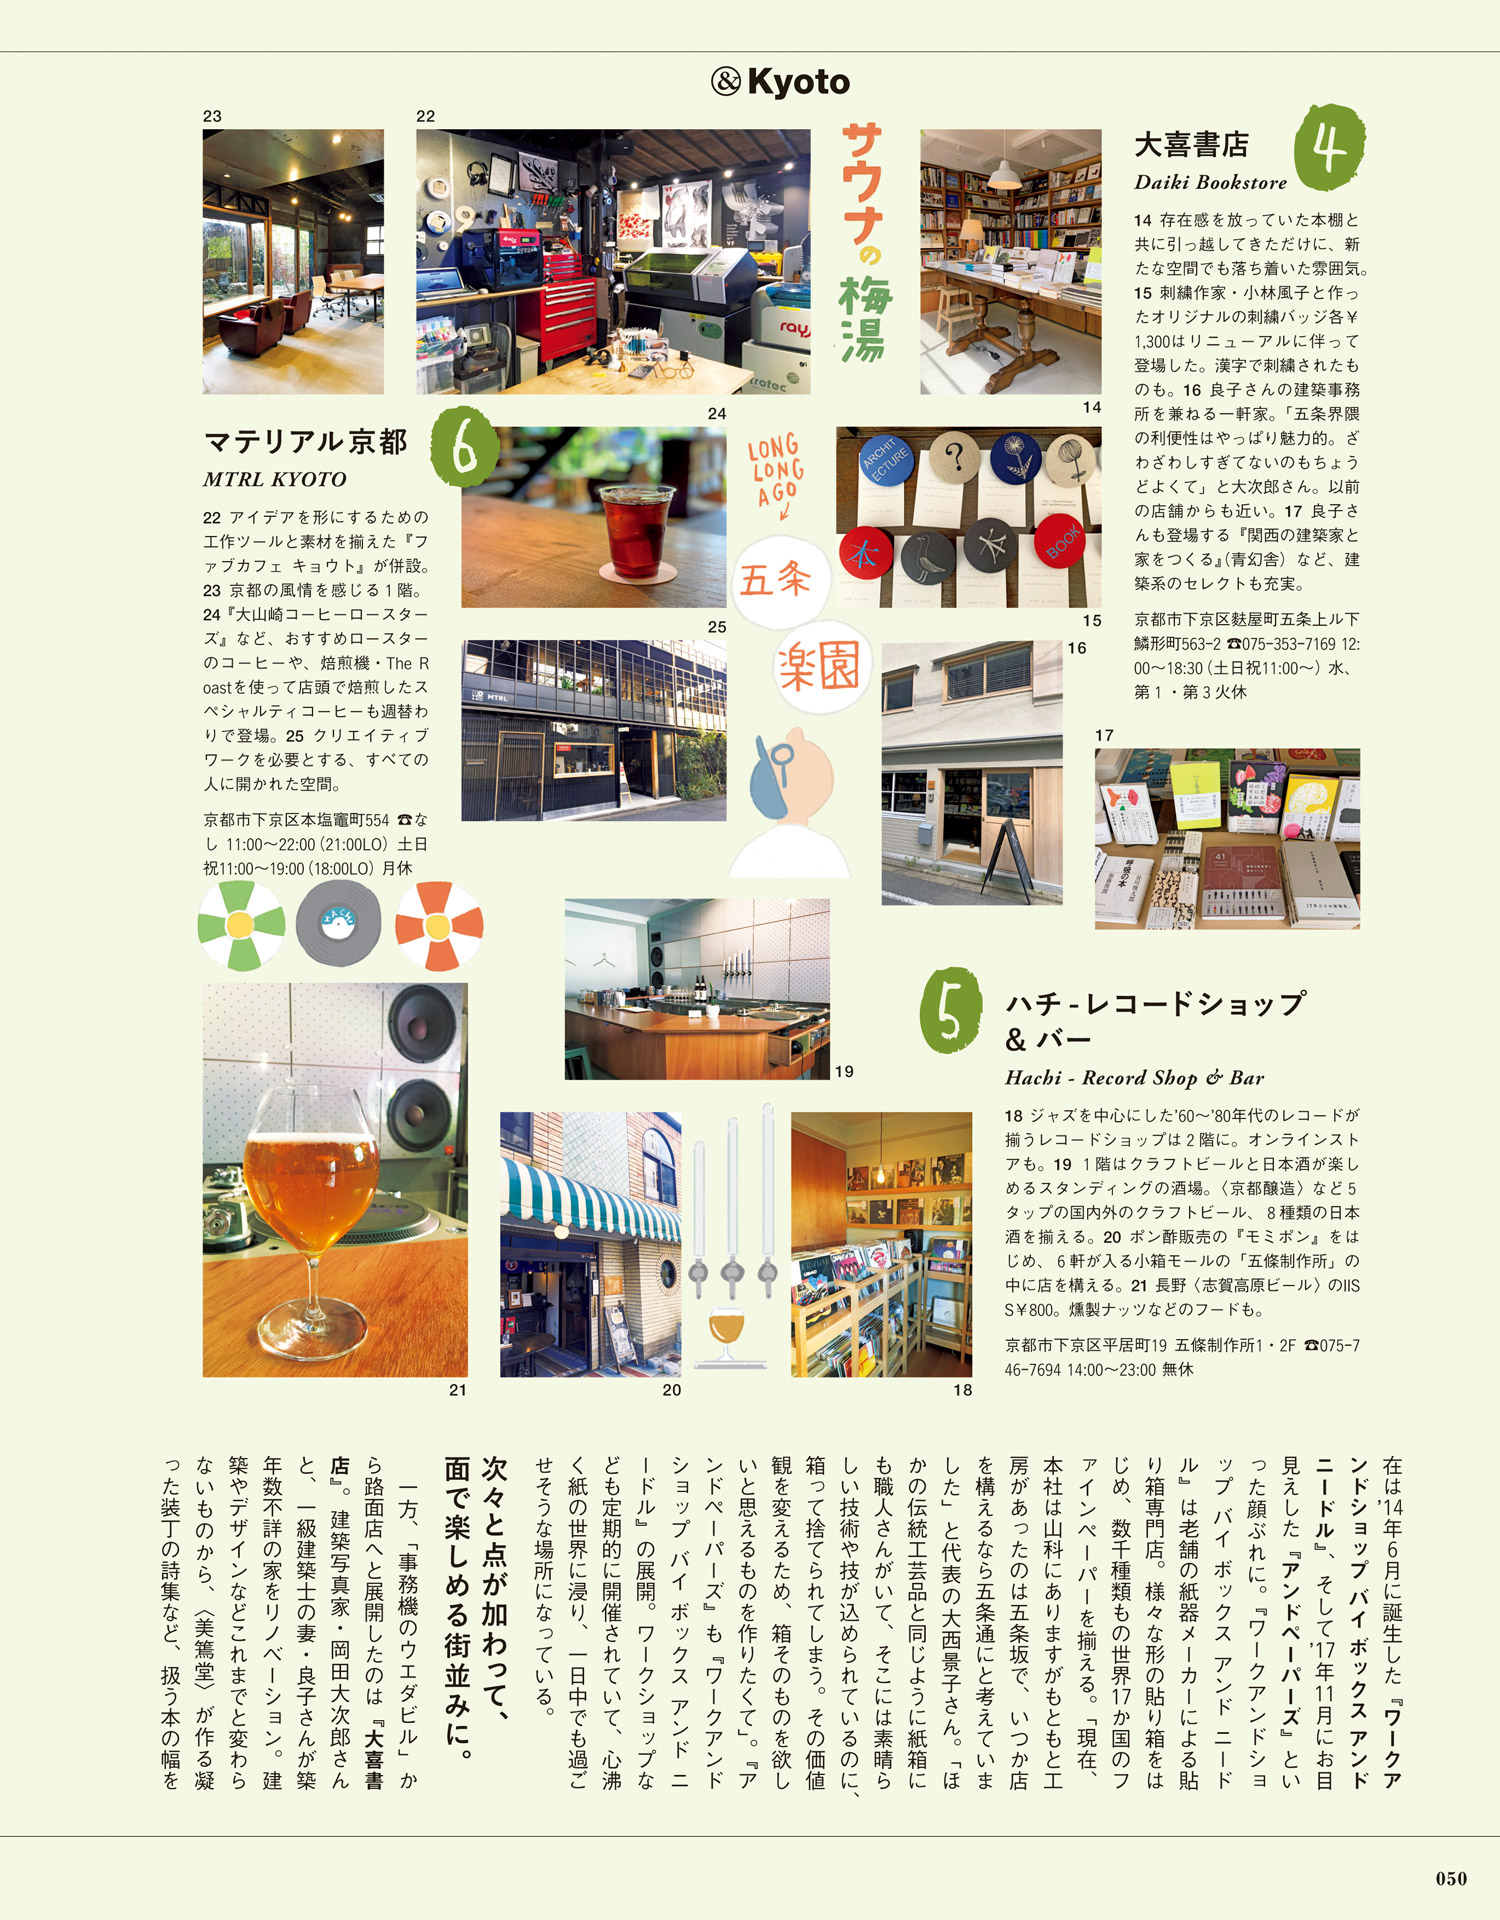 & Kyoto
大喜書店
4
Daiki Bookstore
14 存在感を放っていた本棚と
共に引っ越してきただけに、新
たな空間でも落ち着いた雰囲気。
15 刺繍作家・小林風子と作っ
たオリジナルの刺繍バッジ各¥
1,300はリニューアルに伴って
登場した。漢字で刺繍されたも
のも。16 良子さんの建築事務
所を兼ねる一軒家。「五条界隈
の利便性はやっぱり魅力的。ざ
わざわしすぎてないのもちょう
どよくて」と大次郎さん。以前
の店舗からも近い。17 良子さ
んも登場する『関西の建築家と
家をつくる』(青幻舎)など、建
築系のセレクトも充実。
京都市下京区麩屋町五条上ル下
鱗形町563-2 ☎075-353-7169 12:
00〜18:30(土日祝11:00〜) 水、
第1・第3火休
14
サウナの
梅湯
22
rayj
trotec
23
マテリアル京都
6
MTRL KYOTO
22 アイデアを形にするための
工作ツールと素材を揃えた『フ
ァブカフェ キョウト』が併設。
23 京都の風情を感じる1階。
24『大山崎コーヒーロースター
ズ』など、おすすめロースター
のコーヒーや、焙煎機・The R
oastを使って店頭で焙煎したス
ペシャルティコーヒーも週替わ
りで登場。25 クリエイティブ
ワークを必要とする、すべての
人に開かれた空間。
京都市下京区本塩竈町554 ☎な
し 11:00〜22:00(21:00LO) 土日
祝11:00〜19:00(18:00LO) 月休
24
25
MTRL
LONG
LONG
AGO
五条
楽園
ARCHIT
ECTURE
?
本
木
BOOK
15
16
17
呼吸の本
41
HACHI
19
5
ハチ-レコードショップ
& バー
Hachi - Record Shop & Bar
18 ジャズを中心にした'60〜'80年代のレコードが
揃うレコードショップは2階に。オンラインスト
アも。19 1階はクラフトビールと日本酒が楽し
めるスタンディングの酒場。〈京都醸造〉など5
タップの国内外のクラフトビール、8種類の日本
酒を揃える。20 ポン酢販売の『モミポン』をは
じめ、6軒が入る小箱モールの「五條制作所」の
中に店を構える。21 長野〈志賀高原ビール〉のIIS
S¥800。燻製ナッツなどのフードも。
京都市下京区平居町19 五條制作所1・2F ☎075-7
46-7694 14:00〜23:00 無休
21
20
18
在は'14年6月に誕生した『ワークア
ンドショップ バイ ボックス アンド
ニードル』、そして'17年11月にお目
見えした『アンドペーパーズ』とい
った顔ぶれに。『ワークアンドショ
ップ バイ ボックス アンド ニード
ル』は老舗の紙器メーカーによる貼
り箱専門店。様々な形の貼り箱をは
じめ、数千種類もの世界17か国のフ
ァインペーパーを揃える。「現在、
本社は山科にありますがもともと工
房があったのは五条坂で、いつか店
を構えるなら五条通にと考えていま
した」と代表の大西景子さん。「ほ
かの伝統工芸品と同じように紙箱に
も職人さんがいて、そこには素晴ら
しい技術や技が込められているのに、
箱って捨てられてしまう。その価値
観を変えるため、箱そのものを欲し
いと思えるものを作りたくて」。『ア
ンドペーパーズ』も『ワークアンド
ショップ バイ ボックス アンド ニ
ードル』の展開。ワークショップな
ども定期的に開催されていて、心沸
く紙の世界に浸り、一日中でも過ご
せそうな場所になっている。
次々と点が加わって、
面で楽しめる街並みに。
一方、「事務機のウエダビル」か
ら路面店へと展開したのは『大喜書
店』。建築写真家・岡田大次郎さん
と、一級建築士の妻・良子さんが築
年数不詳の家をリノベーション。建
築やデザインなどこれまでと変わら
ないものから、〈美篶堂〉が作る凝
った装丁の詩集など、扱う本の幅を
050